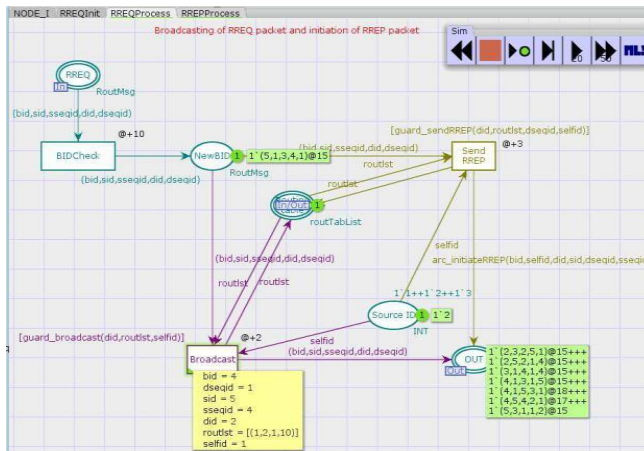 NODE_I RREQInit RREQProcess RREPProcess
Broadcasting of RREQ packet and initiation of RREP packet
Sim
RREQ
In
RoutMsg
(bid,sid,sseqid,did,dseqid)
@+10
[guard_sendRREP(did,routlst,dseqid,selfid)]
BIDCheck
NewBID
1
1`(5,1,3,4,1)@15
(bid,sid,sseqid,did,dseqid)
Send
RREP
@+3
(bid,sid,sseqid,did,dseqid)
RoutMsg
routlst
routlst
In/Out
1
routTabList
selfid
(bid,sid,sseqid,did,dseqid)
arc_initiateRREP(bid,selfid,did,sid,dseqid,sseqi
routlst
routlst
1`1++1`2++1`3
Source ID
1
1`2
INT
[guard_broadcast(did,routlst,selfid)]
@+2
selfid
(bid,sid,sseqid,did,dseqid)
Broadcast
OUT
Out
1`(2,3,2,5,1)@15+++
1`(2,5,2,1,4)@15+++
1`(3,1,4,1,4)@15+++
1`(4,1,3,1,5)@15+++
1`(4,1,5,3,1)@18+++
1`(4,5,4,2,1)@17+++
1`(5,3,1,1,2)@15
bid = 4
dseqid = 1
sid = 5
sseqid = 4
did = 2
routlst = [(1,2,1,10)]
selfid = 1